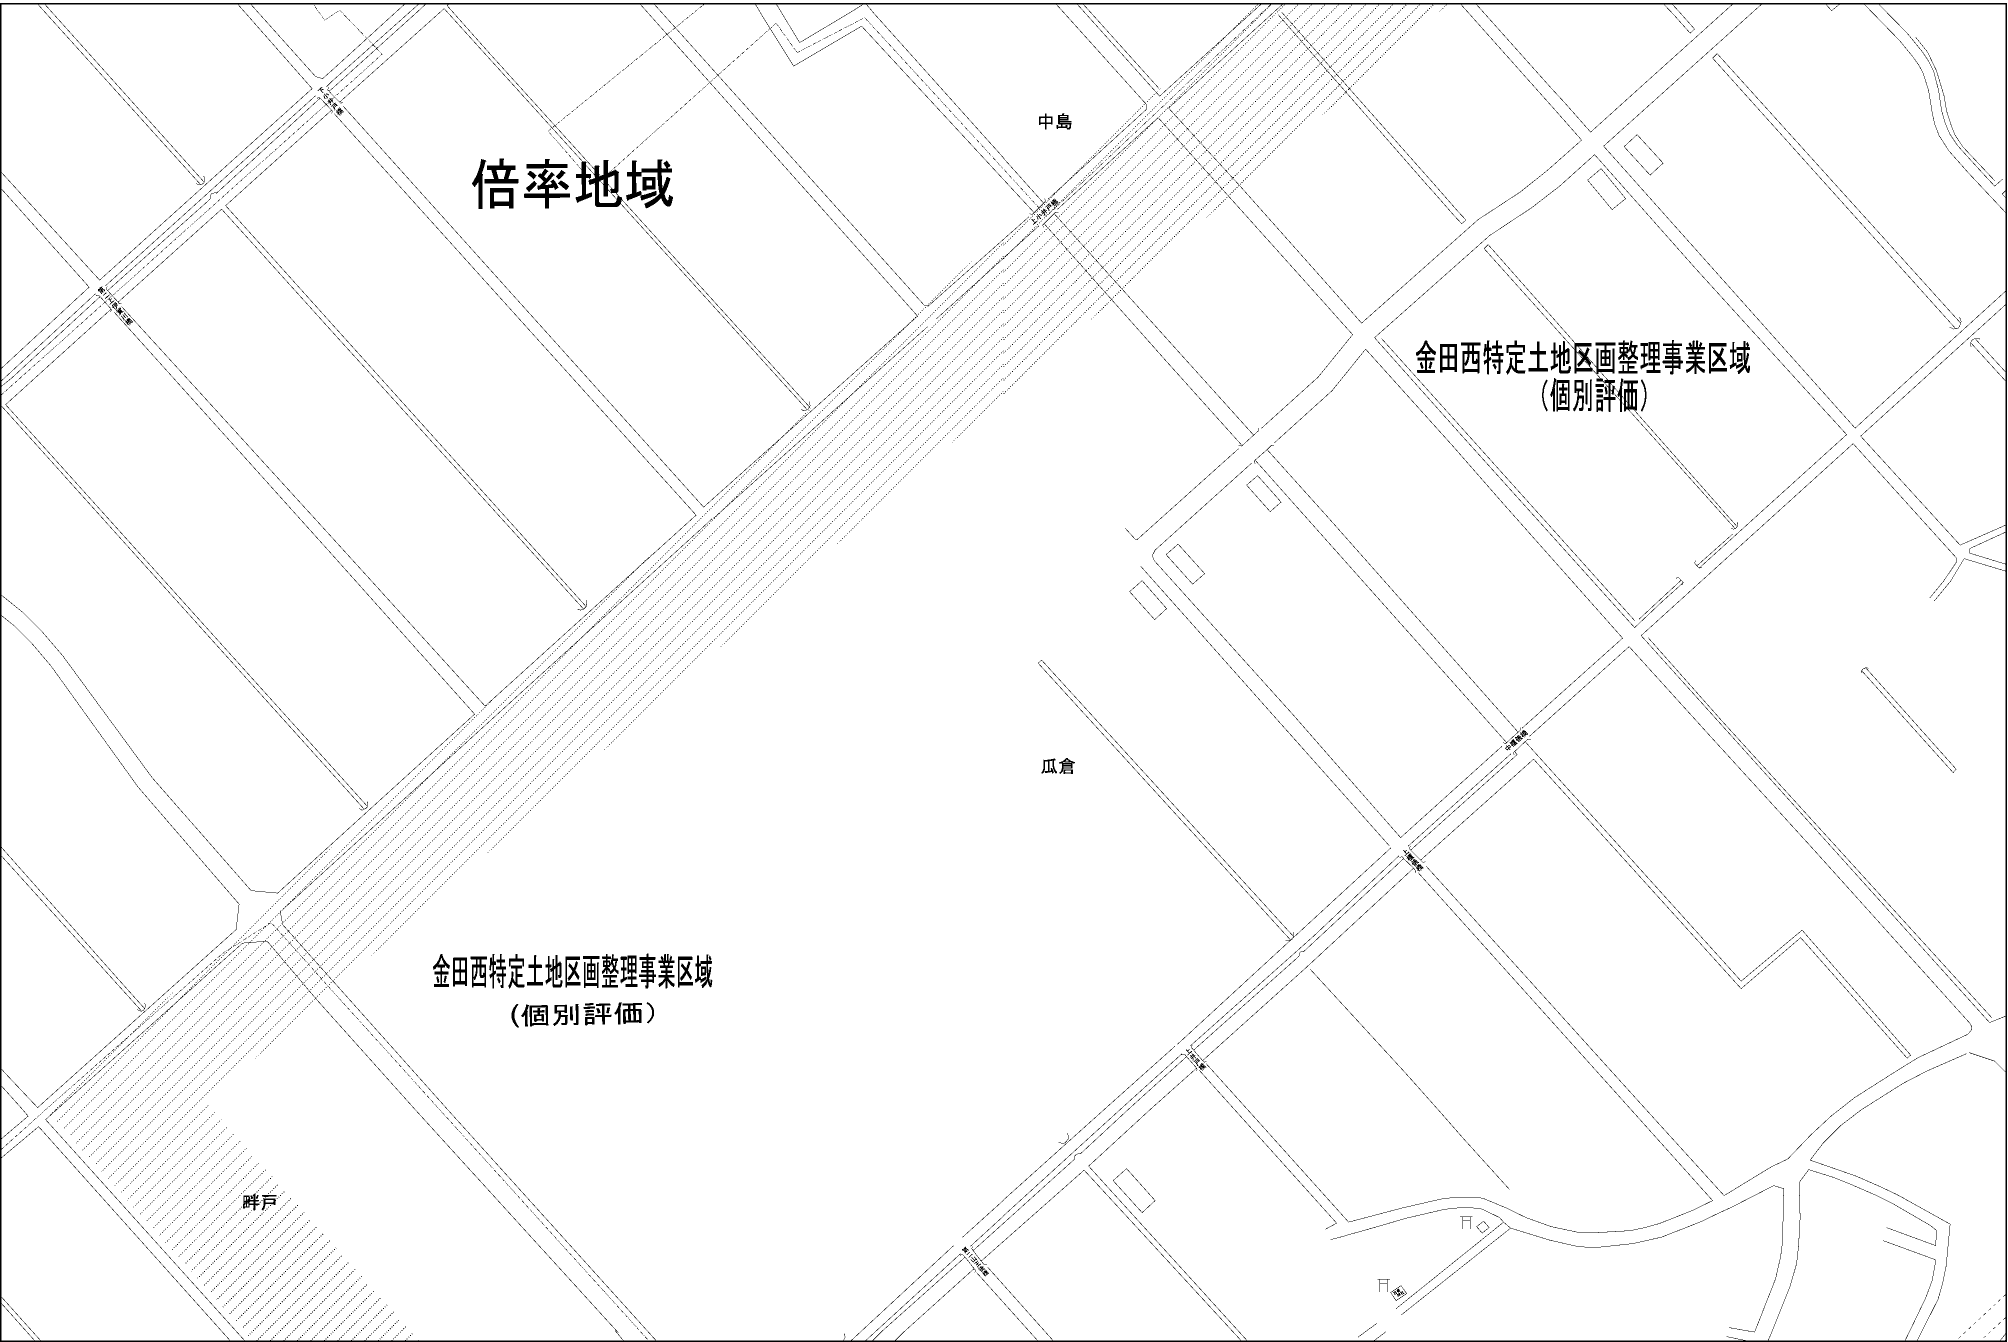 中島
倍率地域
金田西特定土地区画整理事業区域
(個別評価)
瓜倉
金田西特定土地区画整理事業区域
(個別評価)
畔戸